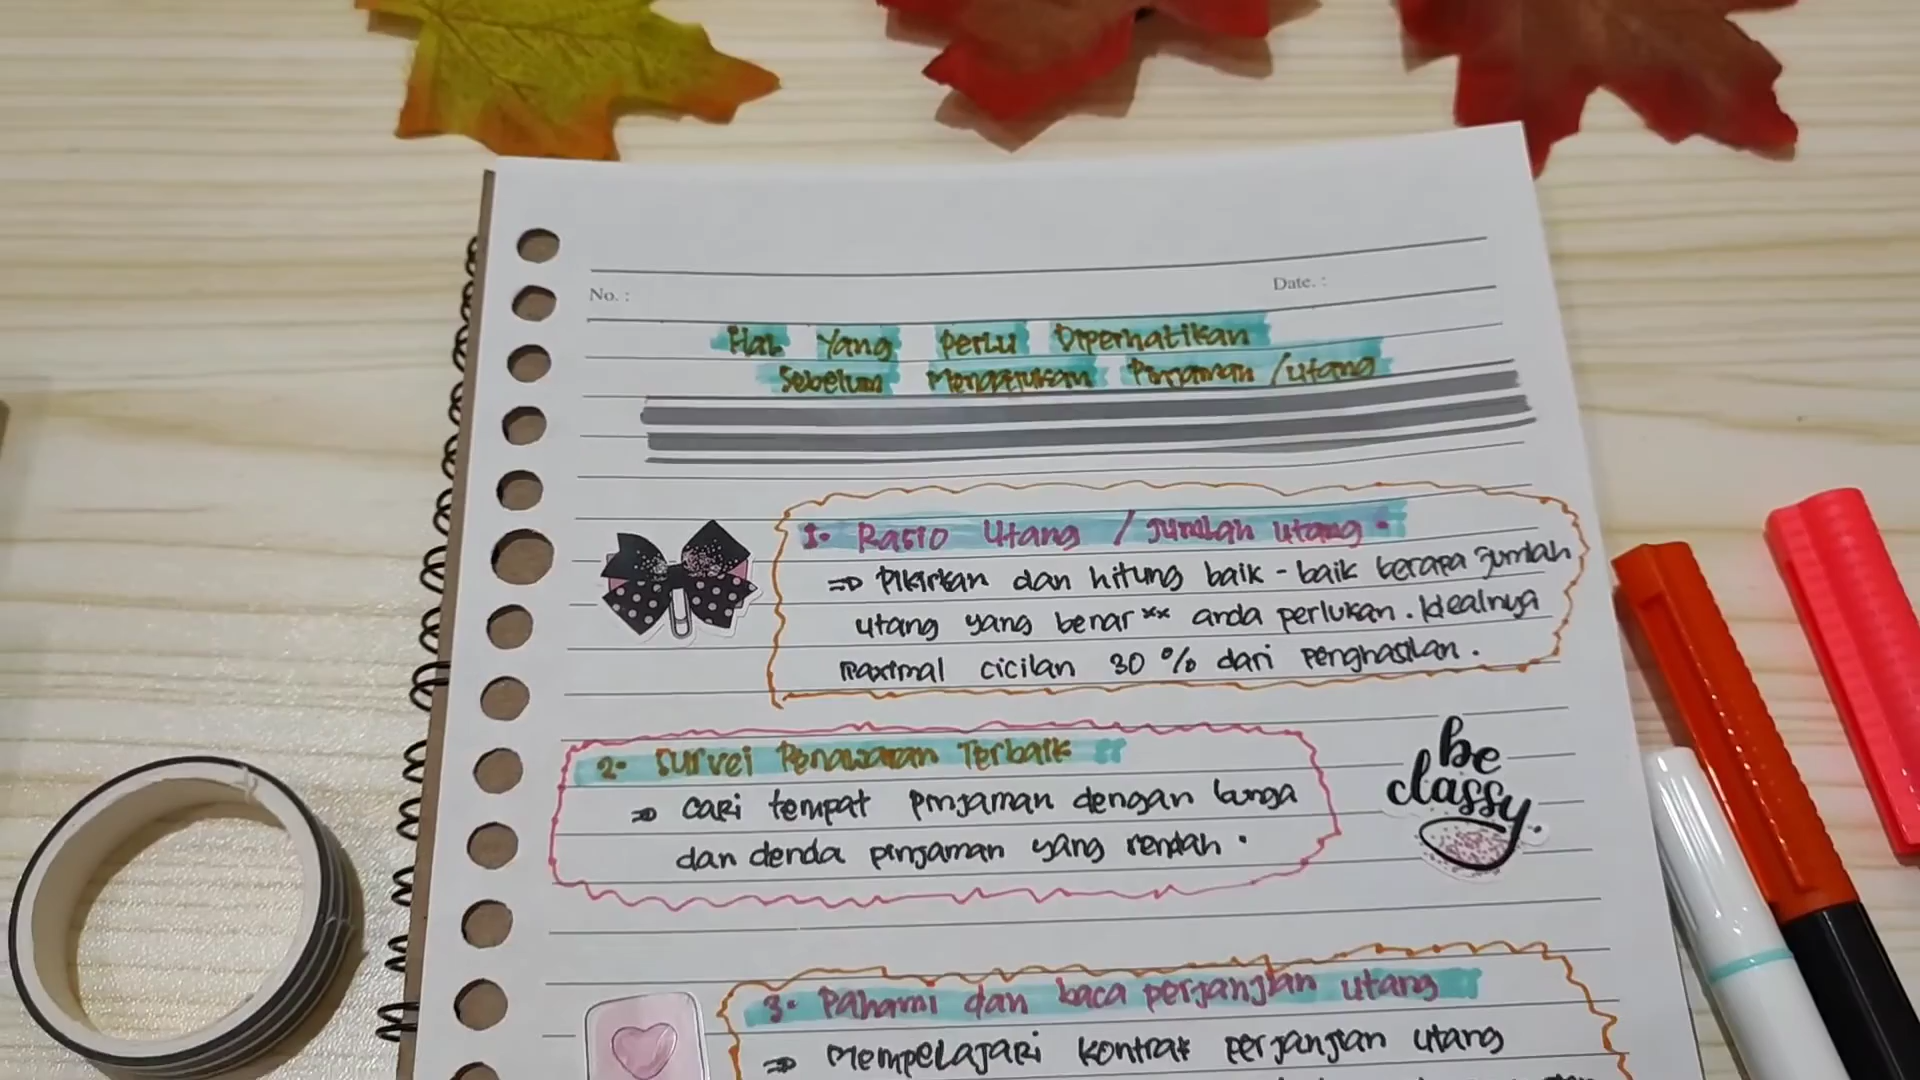 No. :
Date. :
Hal Yang Perlu Diperhatikan
Sebelum Mengajukan Pinjaman /utang
1. Rasio Utang / Jumlah utang.
=> Pikirkan dan hitung baik - baik berapa jumlah
utang yang benar** anda perlukan. Idealnya
maximal cicilan 30 % dari penghasilan.
2. Survei Penawaran Terbaik
=> Cari tempat pinjaman dengan bunga
dan denda pinjaman yang rendah.
be
classy.
3. Pahami dan baca perjanjian utang
=> Mempelajari kontrak perjanjian utang